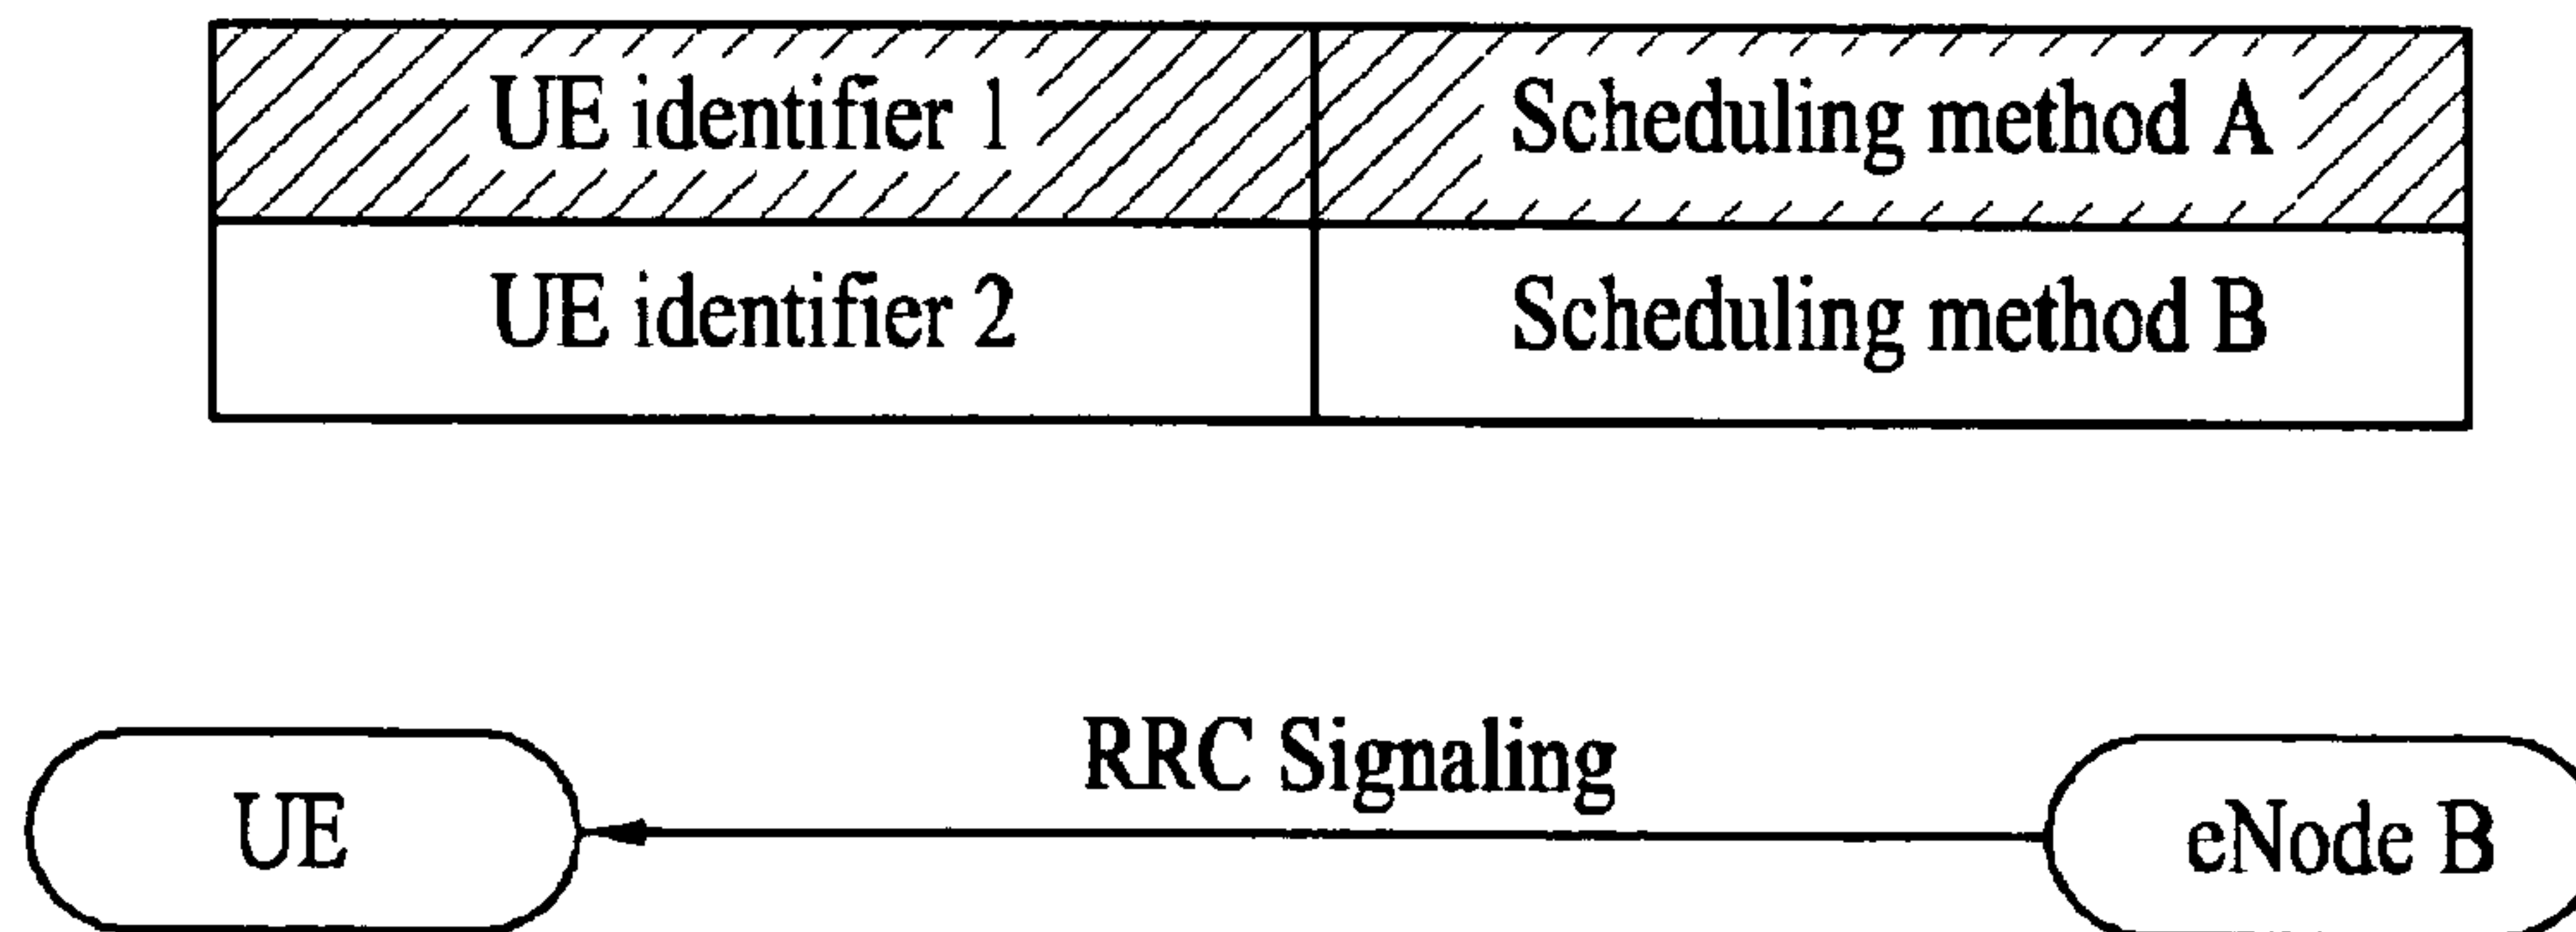 UE identifier 1 Scheduling method A
UE identifier 2 Scheduling method B
RRC Signaling
UE eNode B